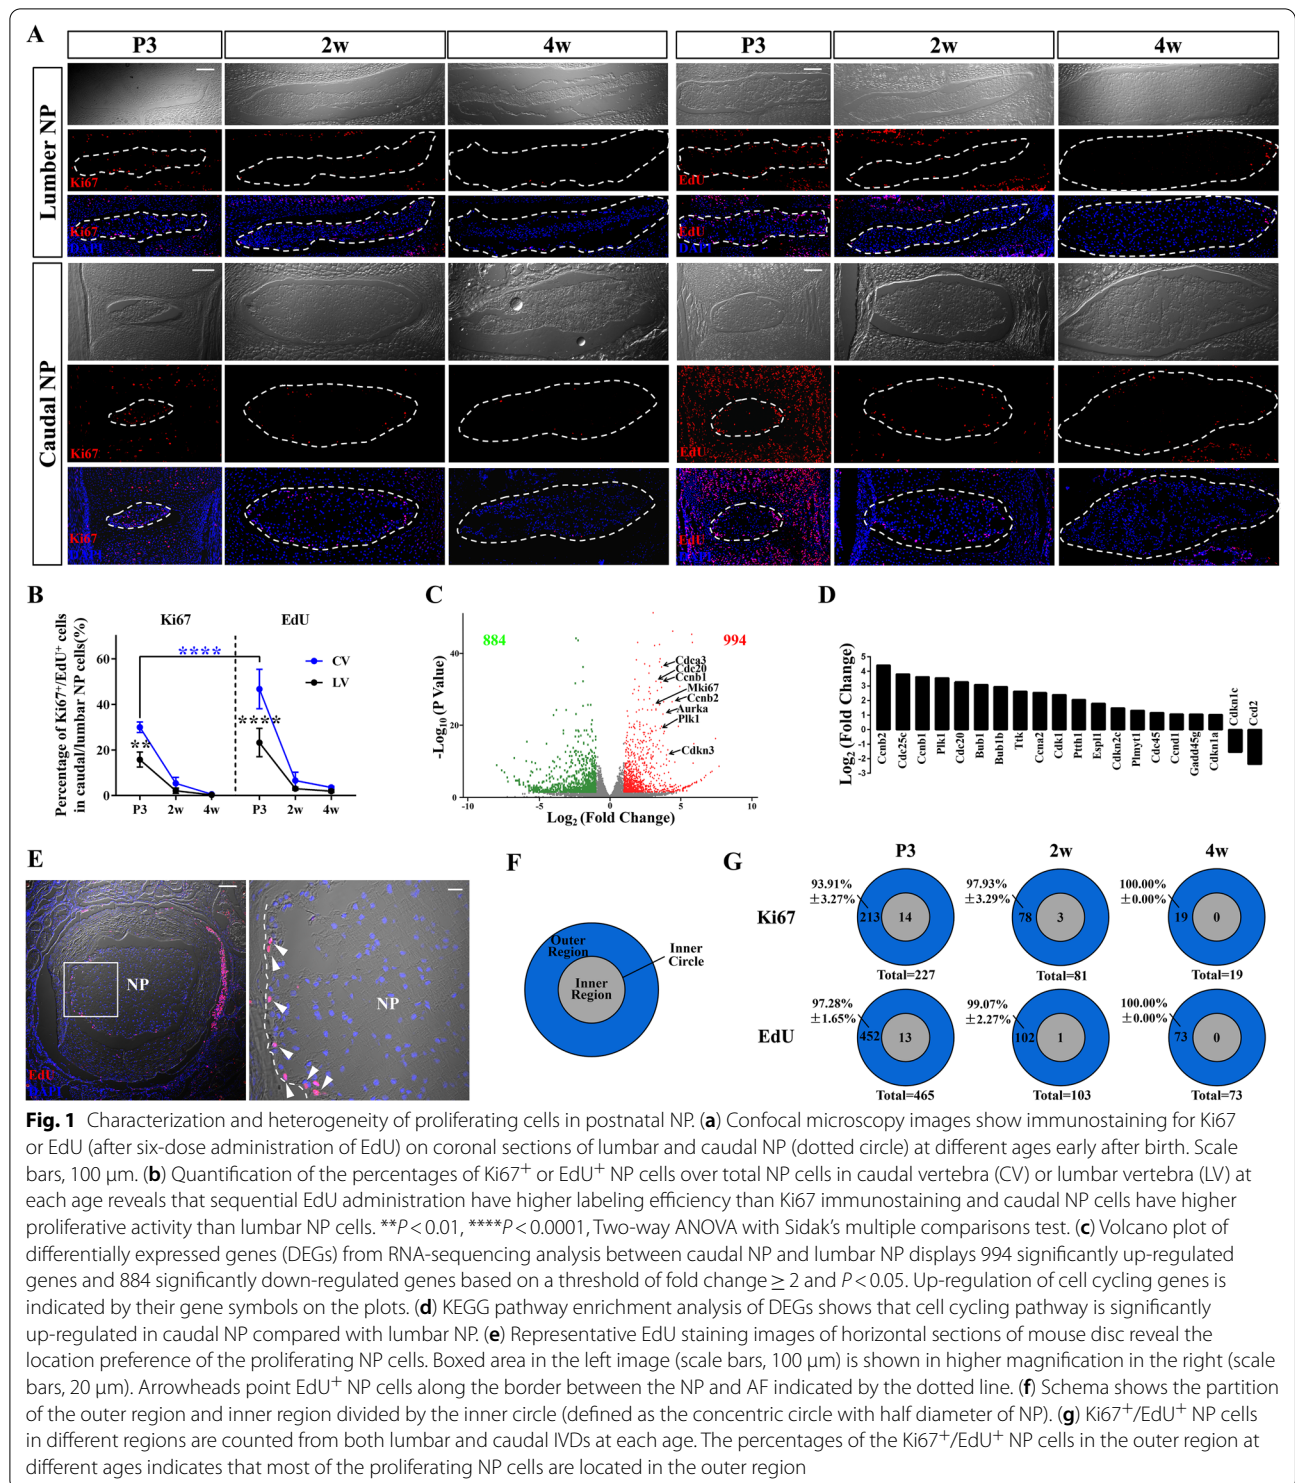 A
P3 2w 4w P3 2w 4w
Lumber NP
Ki67
EdU
Ki67
DAPI
EdU
DAPI
Caudal NP
Ki67
EdU
Ki67
EdU
DAPI
B
Ki67 EdU
Percentage of Ki67+/EdU+ cells
in caudal/lumbar NP cells(%)
60
40
20
0
****
**
****
CV
LV
P3 2w 4w P3 2w 4w
C
884 994
-Log10 (P Value)
40
20
0
Cdca3
Cdc20
Ccnb1
Mki67
Ccnb2
Aurka
Plk1
Cdkn3
-10 -5 0 5 10
Log2 (Fold Change)
D
Log2 (Fold Change)
5
4
3
2
1
0
-1
-2
-3
Ccnb2 Cdc25c Ccnb1 Plk1 Cdc20 Bub1 Bub1b Ttk Ccna2 Cdk1 Pttb1 Espl1 Cdkn2c Plmyt1 Cdc45 Ccnd1 Gadd45g Cdkn1a Cdkn1c Ccd2
E
NP
EdU
DAPI
NP
F
Outer
Region
Inner
Region
Inner
Circle
G
P3 2w 4w
Ki67
93.91%
±3.27%
213 14
Total=227
97.93%
±3.29%
78 3
Total=81
100.00%
±0.00%
19 0
Total=19
EdU
97.28%
±1.65%
452 13
Total=465
99.07%
±2.27%
102 1
Total=103
100.00%
±0.00%
73 0
Total=73
Fig. 1 Characterization and heterogeneity of proliferating cells in postnatal NP. (a) Confocal microscopy images show immunostaining for Ki67
or EdU (after six-dose administration of EdU) on coronal sections of lumbar and caudal NP (dotted circle) at different ages early after birth. Scale
bars, 100 μm. (b) Quantification of the percentages of Ki67+ or EdU+ NP cells over total NP cells in caudal vertebra (CV) or lumbar vertebra (LV) at
each age reveals that sequential EdU administration have higher labeling efficiency than Ki67 immunostaining and caudal NP cells have higher
proliferative activity than lumbar NP cells. **P < 0.01, ****P < 0.0001, Two-way ANOVA with Sidak's multiple comparisons test. (c) Volcano plot of
differentially expressed genes (DEGs) from RNA-sequencing analysis between caudal NP and lumbar NP displays 994 significantly up-regulated
genes and 884 significantly down-regulated genes based on a threshold of fold change ≥ 2 and P < 0.05. Up-regulation of cell cycling genes is
indicated by their gene symbols on the plots. (d) KEGG pathway enrichment analysis of DEGs shows that cell cycling pathway is significantly
up-regulated in caudal NP compared with lumbar NP. (e) Representative EdU staining images of horizontal sections of mouse disc reveal the
location preference of the proliferating NP cells. Boxed area in the left image (scale bars, 100 μm) is shown in higher magnification in the right (scale
bars, 20 μm). Arrowheads point EdU+ NP cells along the border between the NP and AF indicated by the dotted line. (f) Schema shows the partition
of the outer region and inner region divided by the inner circle (defined as the concentric circle with half diameter of NP). (g) Ki67+/EdU+ NP cells
in different regions are counted from both lumbar and caudal IVDs at each age. The percentages of the Ki67+/EdU+ NP cells in the outer region at
different ages indicates that most of the proliferating NP cells are located in the outer region